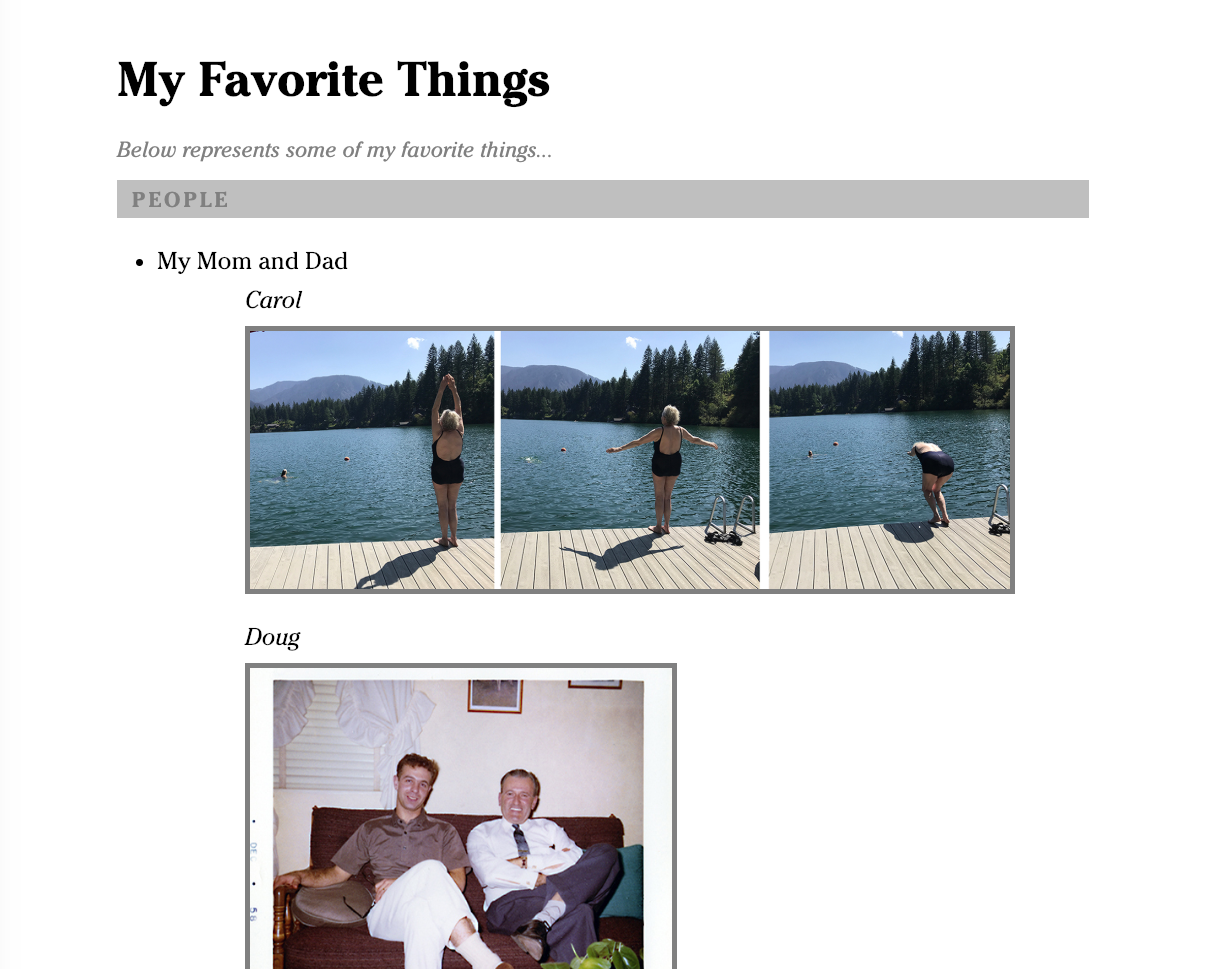 My Favorite Things
Below represents some of my favorite things...
PEOPLE
• My Mom and Dad
Carol
Doug
DEC • 58